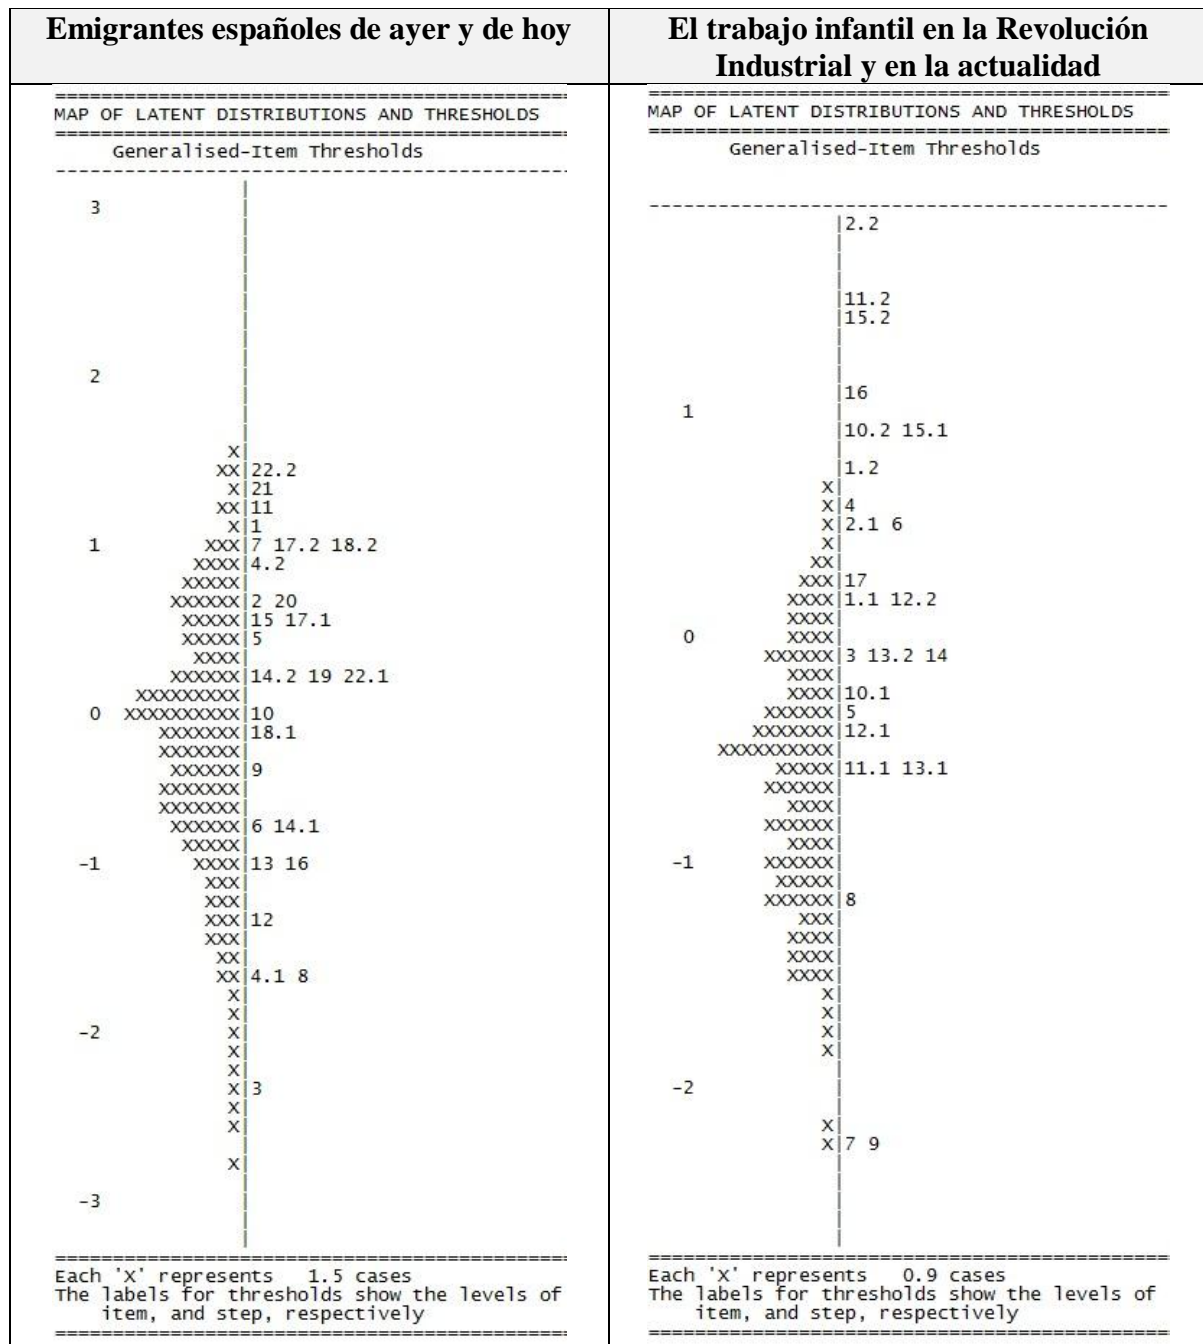 Emigrantes españoles de ayer y de hoy
==================================================
MAP OF LATENT DISTRIBUTIONS AND THRESHOLDS
==================================================
Generalised-Item Thresholds
--------------------------------------------------
|
3 |
|
|
|
|
|
|
|
|
2 |
|
|
|
X|
XX|22.2
X|21
XX|11
X|1
1 XXX|7 17.2 18.2
XXXX|4.2
XXXXX|
XXXXXX|2 20
XXXXX|15 17.1
XXXXX|5
XXXX|
XXXXXX|14.2 19 22.1
XXXXXXXXX|
0 XXXXXXXXXX|10
XXXXXXX|18.1
XXXXXXX|
XXXXXX|9
XXXXXXX|
XXXXXXX|
XXXXXX|6 14.1
XXXXX|
-1 XXXX|13 16
XXX|
XXX|
XXX|12
XXX|
XX|
XX|4.1 8
X|
X|
-2 X|
X|
X|
X|3
X|
X|
|
X|
|
-3 |
|
|
==================================================
Each 'X' represents 1.5 cases
The labels for thresholds show the levels of
item, and step, respectively
==================================================
El trabajo infantil en la Revolución
Industrial y en la actualidad
==================================================
MAP OF LATENT DISTRIBUTIONS AND THRESHOLDS
==================================================
Generalised-Item Thresholds
--------------------------------------------------
|2.2
|
|
|
|11.2
|15.2
|
|
|
|16
1 |
|10.2 15.1
|
|1.2
X|
X|4
X|2.1 6
X|
XX|
XXX|17
XXXX|1.1 12.2
XXXX|
0 XXXX|
XXXXXX|3 13.2 14
XXXX|
XXXX|10.1
XXXXXX|5
XXXXXXX|12.1
XXXXXXXXXX|
XXXXX|11.1 13.1
XXXXXX|
XXXX|
XXXXXX|
XXXX|
-1 XXXXXX|
XXXXX|
XXXXXX|8
XXX|
XXXX|
XXXX|
XXXX|
X|
X|
X|
X|
|
-2 |
|
X|
X|7 9
|
|
|
|
|
==================================================
Each 'X' represents 0.9 cases
The labels for thresholds show the levels of
item, and step, respectively
==================================================